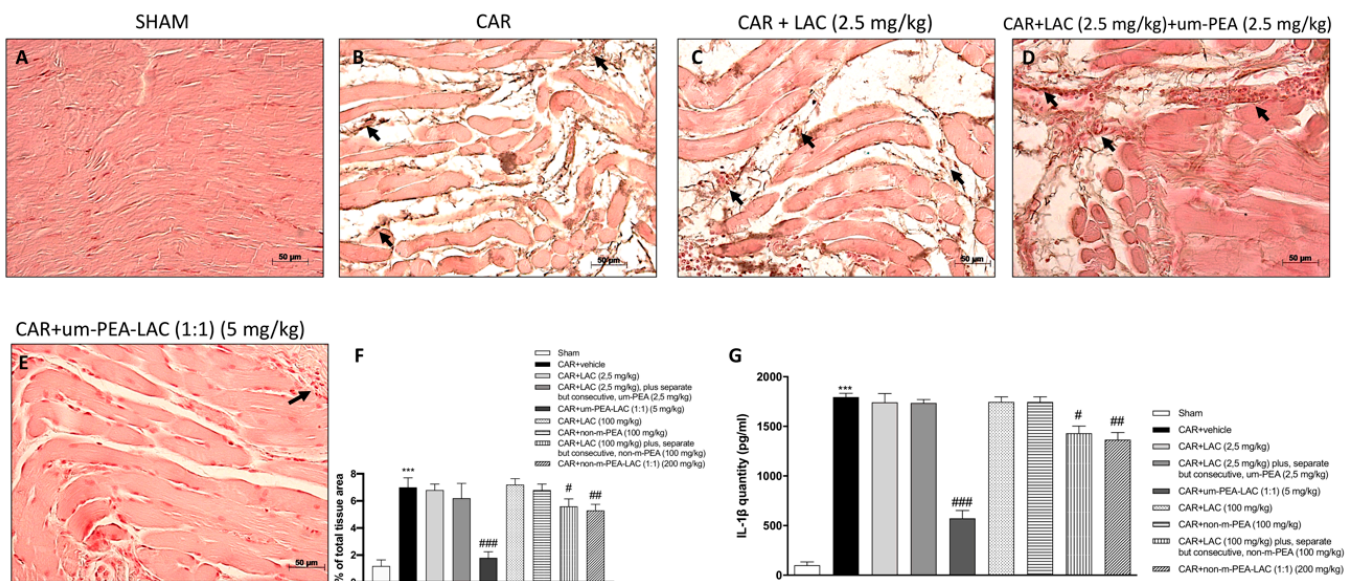 SHAM
CAR
CAR + LAC (2.5 mg/kg)
CAR+LAC (2.5 mg/kg)+um-PEA (2.5 mg/kg)
A
50 µm
B
50 µm
C
50 µm
D
50 µm
CAR+um-PEA-LAC (1:1) (5 mg/kg)
E
50 µm
F
Sham
CAR+vehicle
CAR+LAC (2,5 mg/kg)
CAR+LAC (2,5 mg/kg), plus separate
but consecutive, um-PEA (2,5 mg/kg)
CAR+um-PEA-LAC (1:1) (5 mg/kg)
CAR+LAC (100 mg/kg)
CAR+non-m-PEA (100 mg/kg)
CAR+LAC (100 mg/kg) plus, separate
but consecutive, non-m-PEA (100 mg/kg)
CAR+non-m-PEA-LAC (1:1) (200 mg/kg)
% of total tissue area
8
6
4
2
0
***
###
#
##
G
IL-1β quantity (pg/ml)
2000
1500
1000
500
0
***
###
#
##
Sham
CAR+vehicle
CAR+LAC (2,5 mg/kg)
CAR+LAC (2,5 mg/kg) plus, separate
but consecutive, um-PEA (2,5 mg/kg)
CAR+um-PEA-LAC (1:1) (5 mg/kg)
CAR+LAC (100 mg/kg)
CAR+non-m-PEA (100 mg/kg)
CAR+LAC (100 mg/kg) plus, separate
but consecutive, non-m-PEA (100 mg/kg)
CAR+non-m-PEA-LAC (1:1) (200 mg/kg)